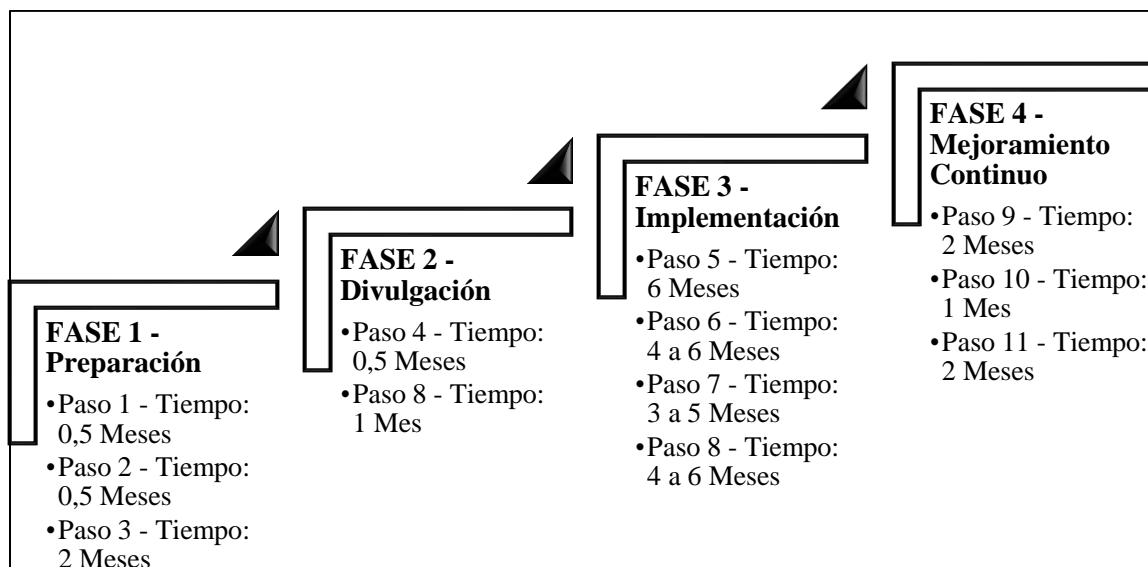 FASE 1 -
Preparación
•Paso 1 - Tiempo:
0,5 Meses
•Paso 2 - Tiempo:
0,5 Meses
•Paso 3 - Tiempo:
2 Meses
FASE 2 -
Divulgación
•Paso 4 - Tiempo:
0,5 Meses
•Paso 8 - Tiempo:
1 Mes
FASE 3 -
Implementación
•Paso 5 - Tiempo:
6 Meses
•Paso 6 - Tiempo:
4 a 6 Meses
•Paso 7 - Tiempo:
3 a 5 Meses
•Paso 8 - Tiempo:
4 a 6 Meses
FASE 4 -
Mejoramiento
Continuo
•Paso 9 - Tiempo:
2 Meses
•Paso 10 - Tiempo:
1 Mes
•Paso 11 - Tiempo:
2 Meses